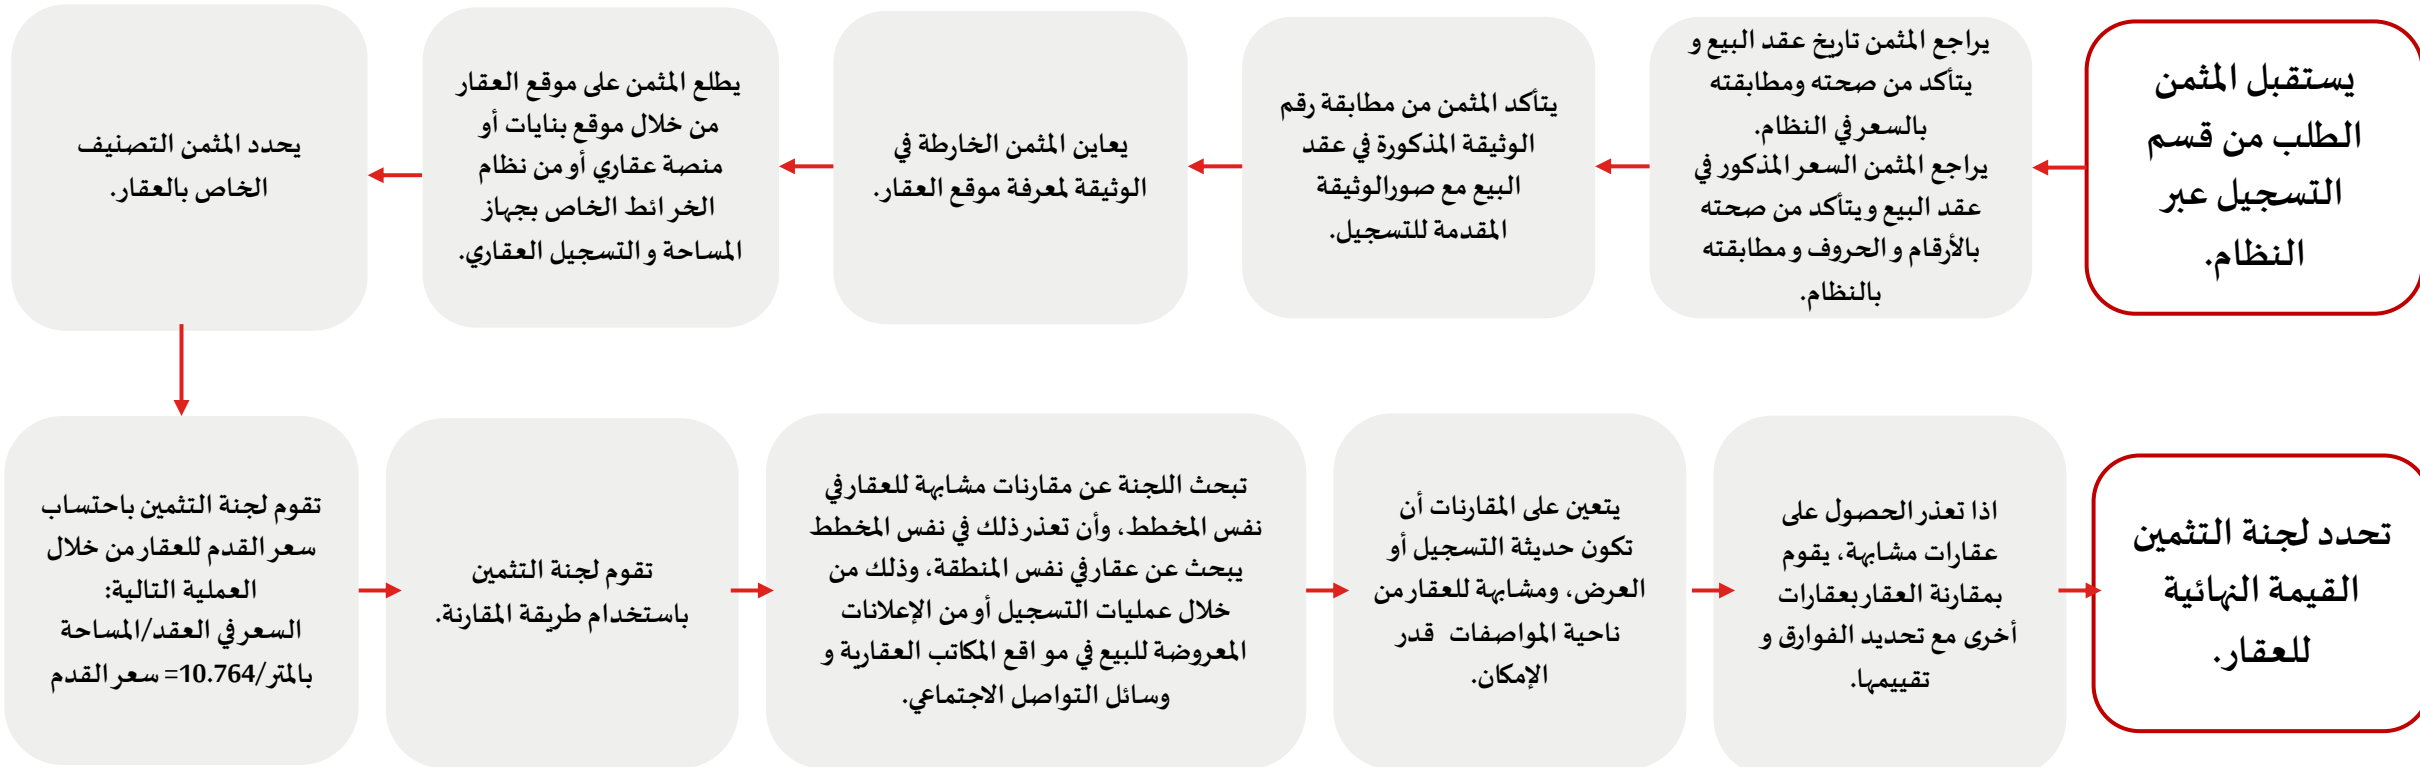 يستقبل المثمن
الطلب من قسم
التسجيل عبر
النظام.
يراجع المثمن تاريخ عقد البيع و
يتأكد من صحته ومطابقته
بالسعر في النظام.
يراجع المثمن السعر المذكور في
عقد البيع ويتأكد من صحته
بالأرقام و الحروف و مطابقته
بالنظام.
يتأكد المثمن من مطابقة رقم
الوثيقة المذكورة في عقد
البيع مع صورالوثيقة
المقدمة للتسجيل.
يعاين المثمن الخارطة في
الوثيقة لمعرفة موقع العقار.
يطلع المثمن على موقع العقار
من خلال موقع بنايات أو
منصة عقاري أو من نظام
الخرائط الخاص بجهاز
المساحة و التسجيل العقاري.
يحدد المثمن التصنيف
الخاص بالعقار.
تقوم لجنة التثمين باحتساب
سعر القدم للعقار من خلال
العملية التالية:
السعر في العقد/المساحة
بالمتر/10.764= سعر القدم
تقوم لجنة التثمين
باستخدام طريقة المقارنة.
تبحث اللجنة عن مقارنات مشابهة للعقار في
نفس المخطط، وأن تعذر ذلك في نفس المخطط
يبحث عن عقار في نفس المنطقة، وذلك من
خلال عمليات التسجيل أو من الإعلانات
المعروضة للبيع في مواقع المكاتب العقارية و
وسائل التواصل الاجتماعي.
يتعين على المقارنات أن
تكون حديثة التسجيل أو
العرض، ومشابهة للعقار من
ناحية المواصفات قدر
الإمكان.
اذا تعذر الحصول على
عقارات مشابهة، يقوم
بمقارنة العقار بعقارات
أخرى مع تحديد الفوارق و
تقييمها.
تحدد لجنة التثمين
القيمة النهائية
للعقار.